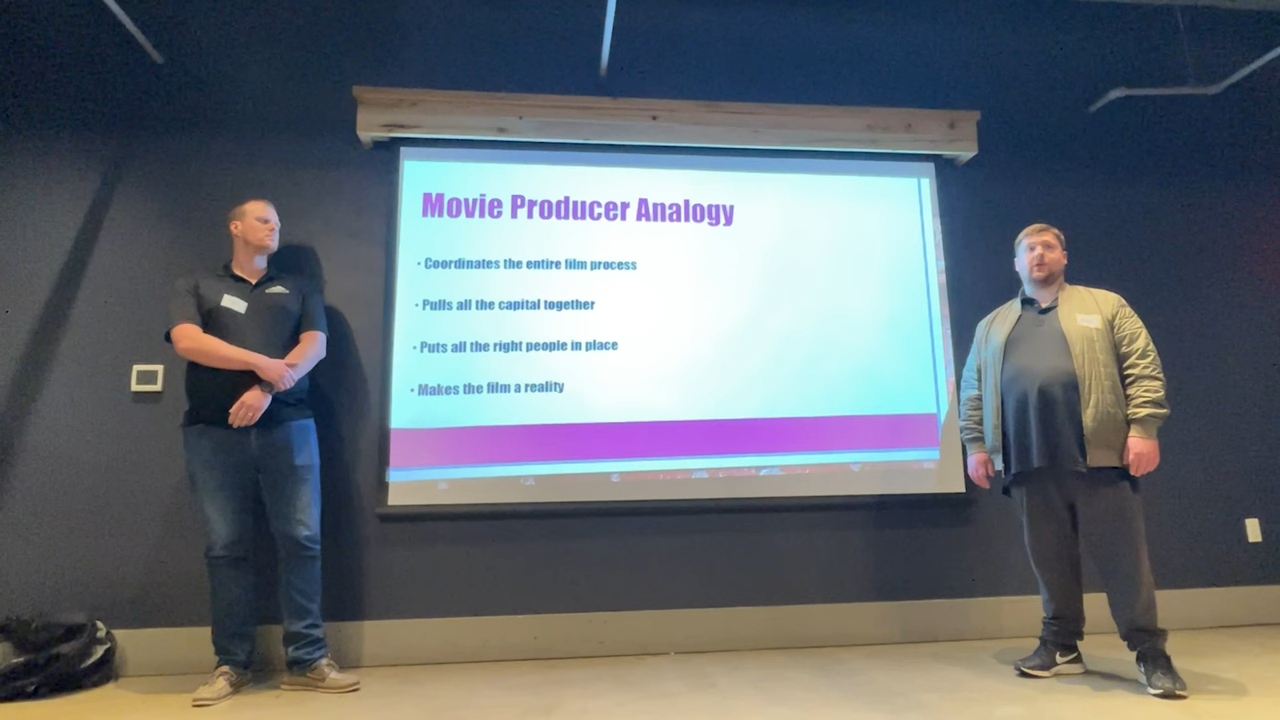 Movie Producer Analogy
• Coordinates the entire film process
• Pulls all the capital together
• Puts all the right people in place
• Makes the film a reality